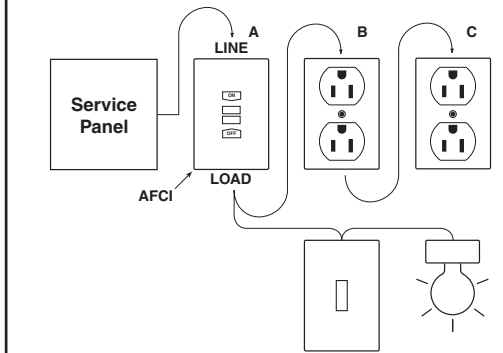 A
LINE
B
C
Service
Panel
ON
OFF
LOAD
AFCI